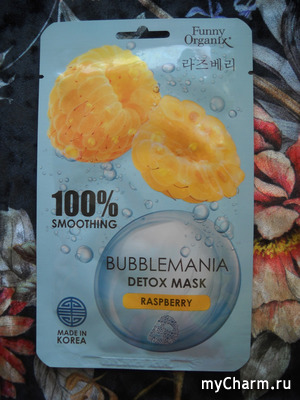 Funny
Organix
라즈베리
100%
SMOOTHING
BUBBLEMANIA
DETOX MASK
RASPBERRY
MADE IN
KOREA
myCharm.ru